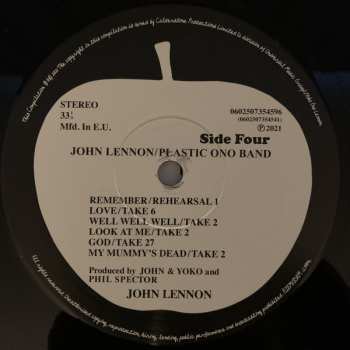 STEREO
33⅓
Mfd. In E.U.
0602507354596
(0602507354541)
Ⓟ 2021
Side Four
JOHN LENNON/PLASTIC ONO BAND
REMEMBER/REHEARSAL 1
LOVE/TAKE 6
WELL WELL WELL/TAKE 2
LOOK AT ME/TAKE 2
GOD/TAKE 27
MY MUMMY'S DEAD/TAKE 2
Produced by JOHN & YOKO and
PHIL SPECTOR
JOHN LENNON